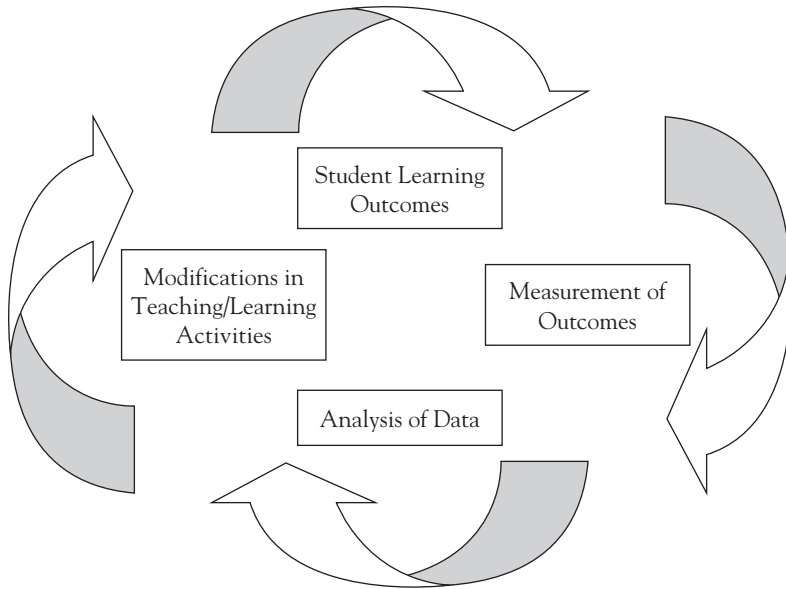 Student Learning
Outcomes
Modifications in
Teaching/Learning
Activities
Measurement of
Outcomes
Analysis of Data